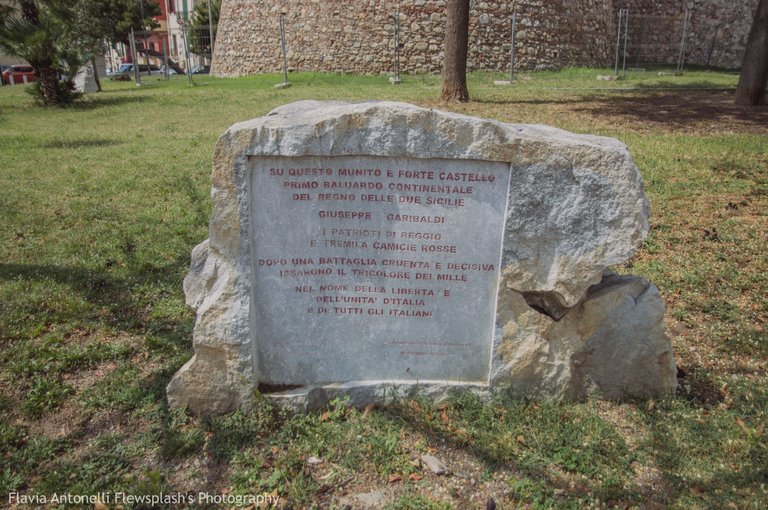 SU QUESTO MUNITO E FORTE CASTELLO
PRIMO BALUARDO CONTINENTALE
DEL REGNO DELLE DUE SICILIE
GIUSEPPE GARIBALDI
I PATRIOTI DI REGGIO
E TREMILA CAMICIE ROSSE
DOPO UNA BATTAGLIA CRUENTA E DECISIVA
ISSARONO IL TRICOLORE DEI MILLE
NEL NOME DELLA LIBERTA' E
DELL'UNITA' D'ITALIA
E DI TUTTI GLI ITALIANI
Flavia Antonelli Flewsplash's Photography